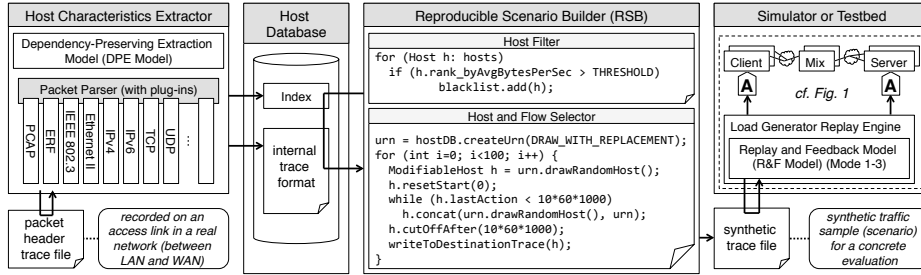 Host Characteristics Extractor
Dependency-Preserving Extraction
Model (DPE Model)
Packet Parser (with plug-ins)
PCAP
ERF
IEEE 802.3
Ethernet II
IPv4
IPv6
TCP
UDP
...
packet
header
trace file
recorded on an
access link in a real
network (between
LAN and WAN)
Host
Database
Index
internal
trace
format
Reproducible Scenario Builder (RSB)
Host Filter
for (Host h: hosts)
if (h.rank_byAvgBytesPerSec > THRESHOLD)
blacklist.add(h);
Host and Flow Selector
urn = hostDB.createUrn(DRAW_WITH_REPLACEMENT);
for (int i=0; i<100; i++) {
ModifiableHost h = urn.drawRandomHost();
h.resetStart(0);
while (h.lastAction < 10*60*1000)
h.concat(urn.drawRandomHost(), urn);
h.cutOffAfter(10*60*1000);
writeToDestinationTrace(h);
}
Simulator or Testbed
Client
Mix
Server
A
A
cf. Fig. 1
Load Generator Replay Engine
Replay and Feedback Model
(R&F Model) (Mode 1-3)
synthetic
trace file
synthetic traffic
sample (scenario)
for a concrete
evaluation